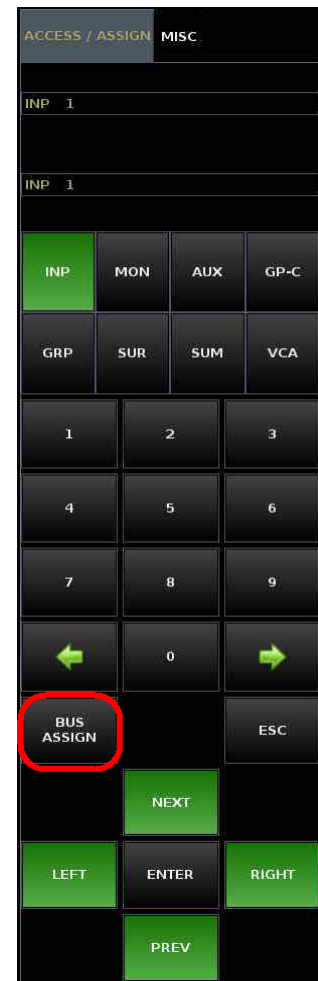 ACCESS / ASSIGN MISC
INP 1
INP 1
INP MON AUX GP-C
GRP SUR SUM VCA
1 2 3
4 5 6
7 8 9
0
BUS
ASSIGN ESC
NEXT
LEFT ENTER RIGHT
PREV